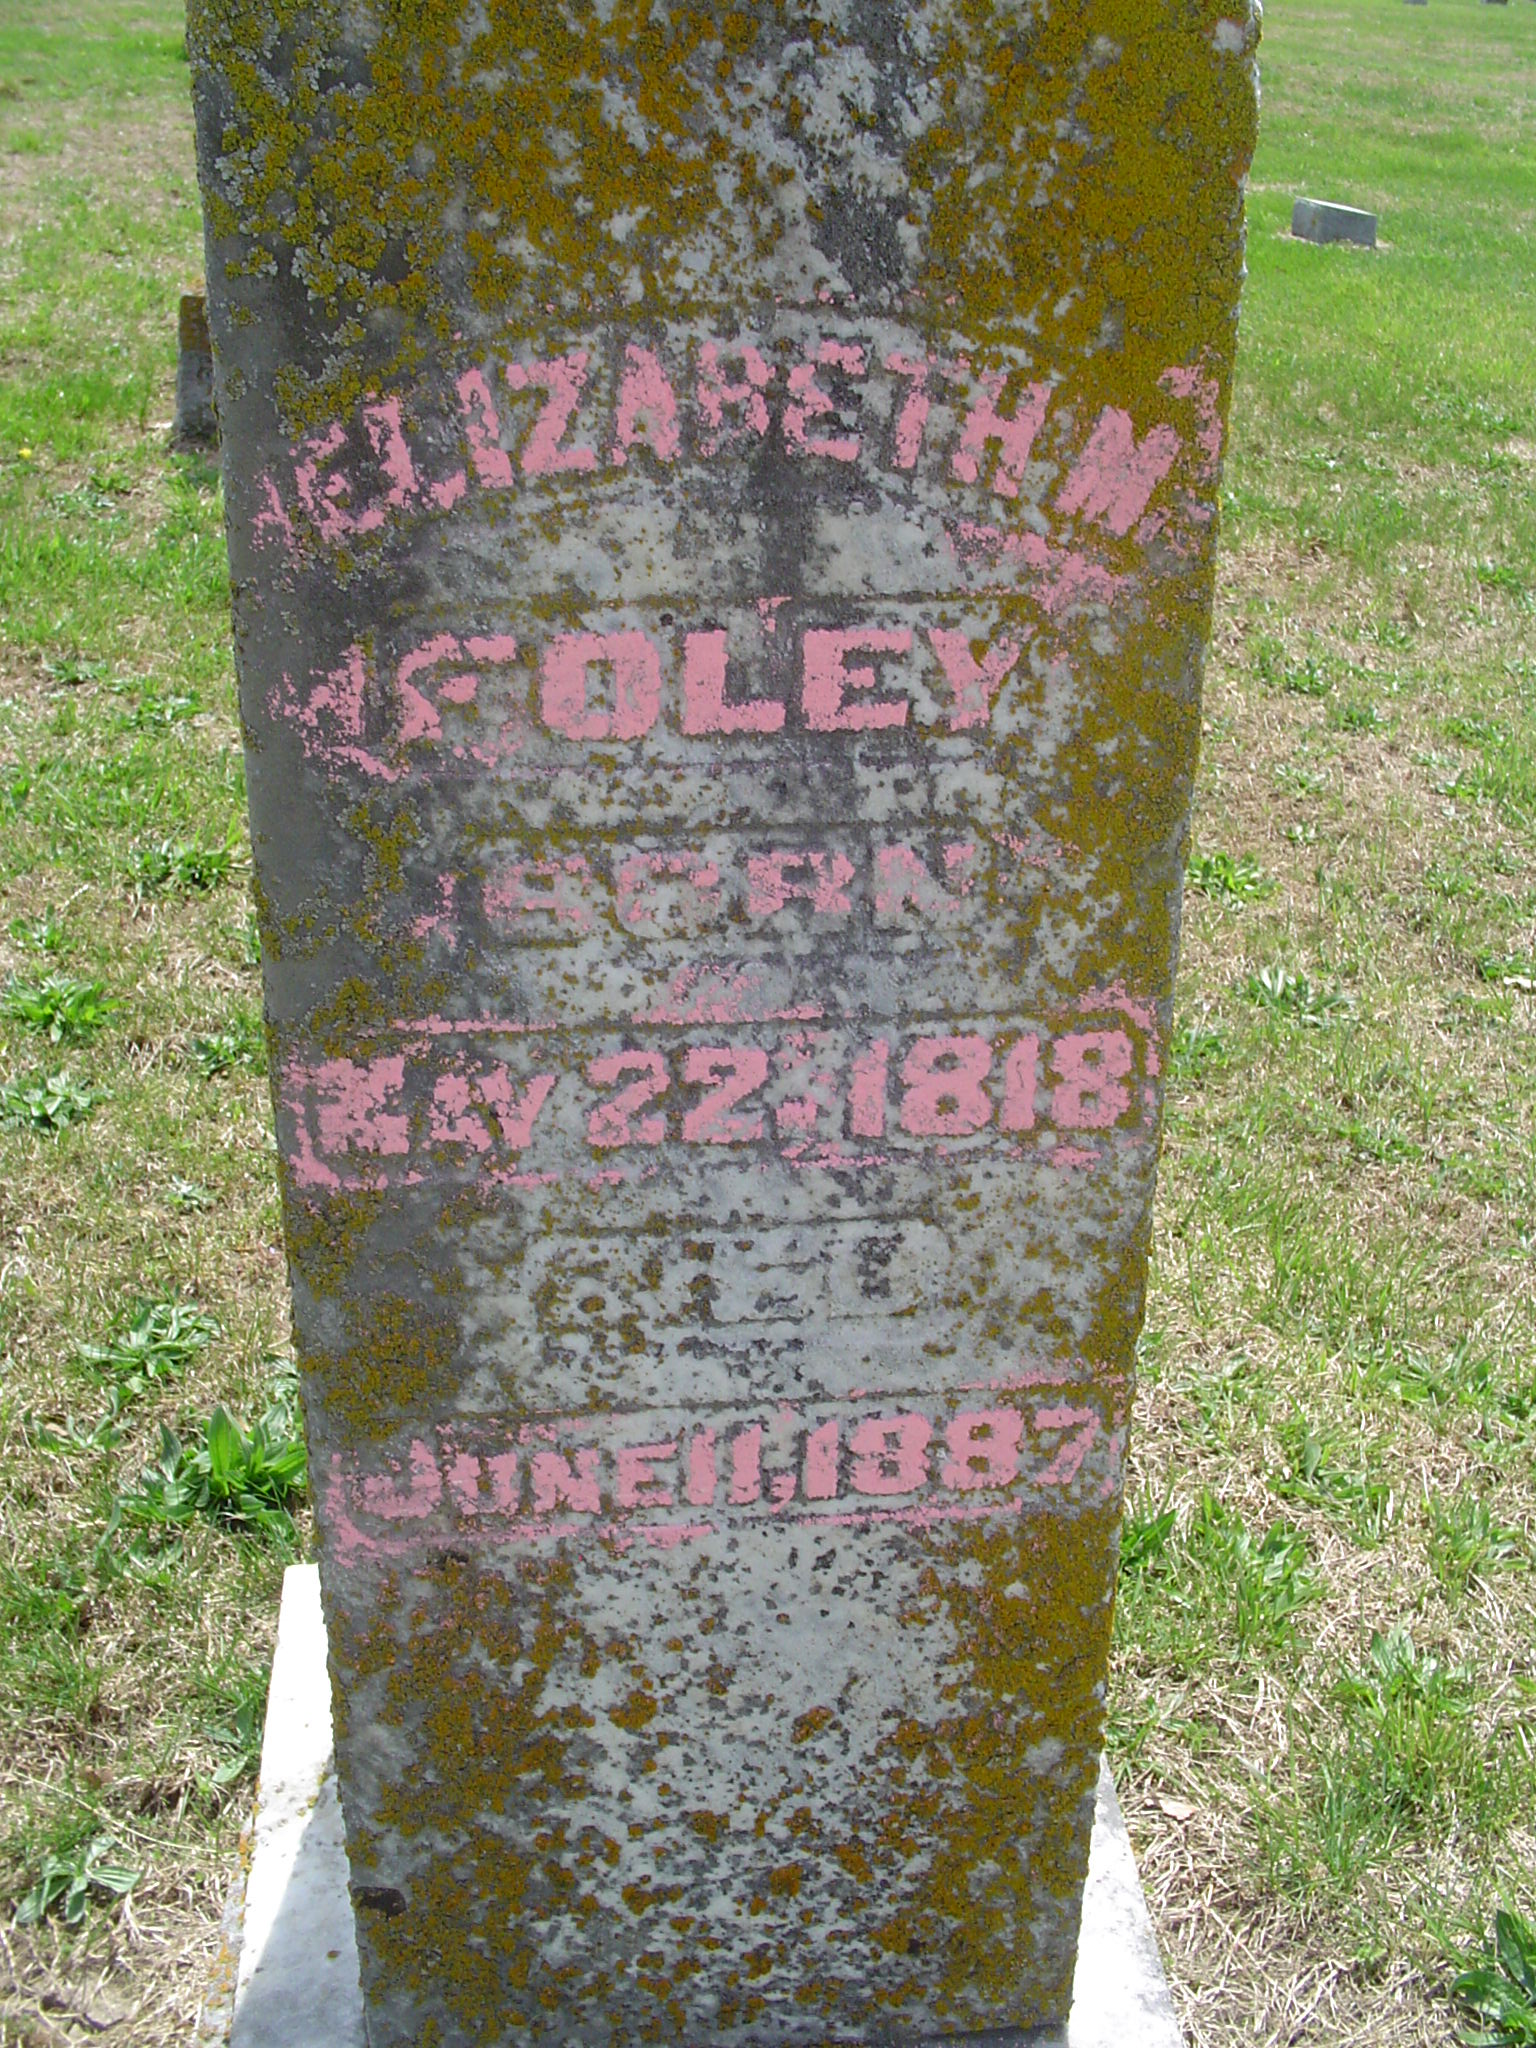 ELIZABETH M.
FOLEY
BORN
MAY 22, 1818
DIED
JUNE 11, 1887